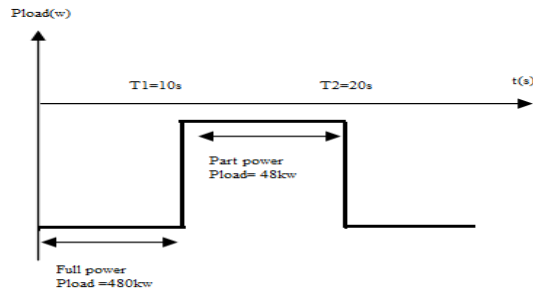 Pload(w)
T1=10s
T2=20s
t(s)
Part power
Pload= 48kw
Full power
Pload =480kw